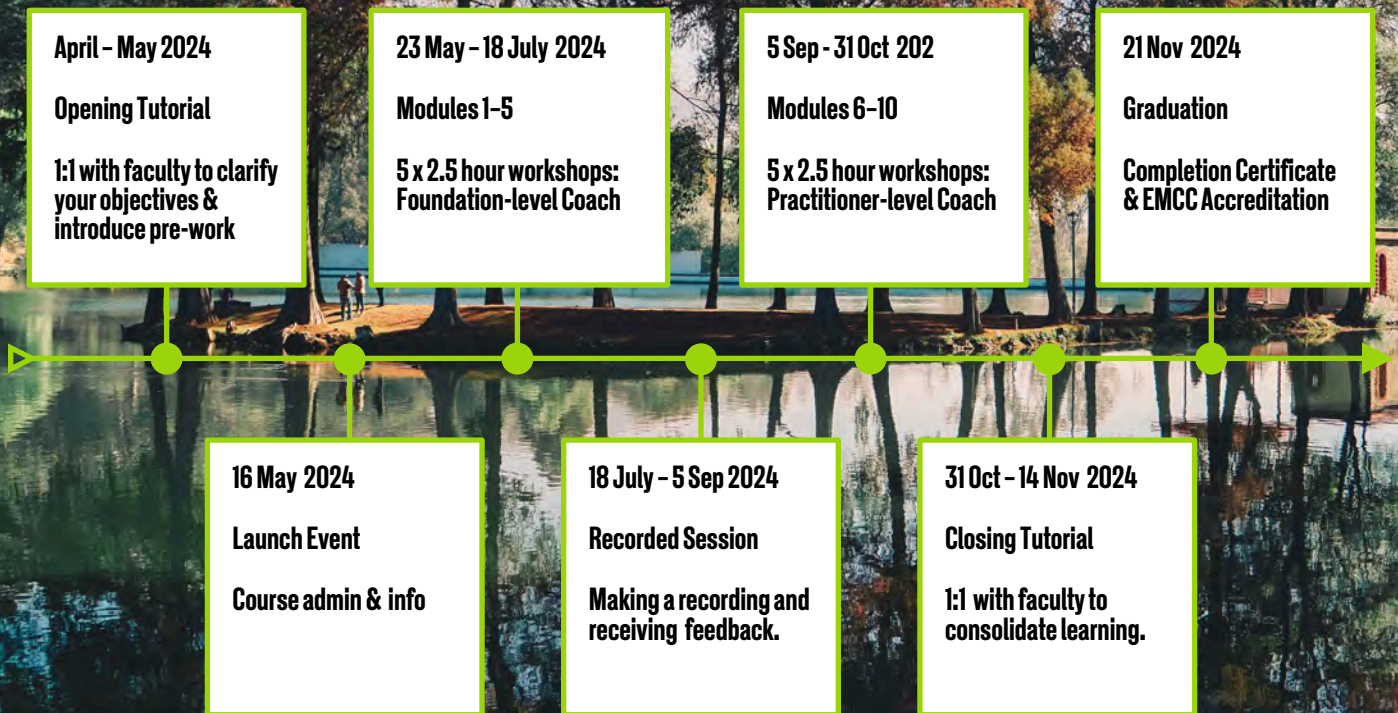 April – May 2024
Opening Tutorial
1:1 with faculty to clarify
your objectives &
introduce pre-work
16 May 2024
Launch Event
Course admin & info
23 May – 18 July 2024
Modules 1–5
5 x 2.5 hour workshops:
Foundation-level Coach
18 July – 5 Sep 2024
Recorded Session
Making a recording and
receiving feedback.
5 Sep - 31 Oct 202
Modules 6–10
5 x 2.5 hour workshops:
Practitioner-level Coach
31 Oct – 14 Nov 2024
Closing Tutorial
1:1 with faculty to
consolidate learning.
21 Nov 2024
Graduation
Completion Certificate
& EMCC Accreditation